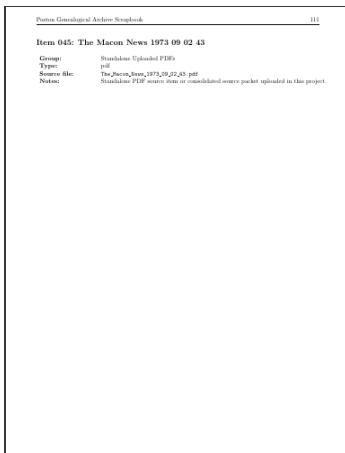 Poston Genealogical Archive Scrapbook 111
Item 045: The Macon News 1973 09 02 43
Group: Standalone Uploaded PDFs
Type: pdf
Source file: The_Macon_News_1973_09_02_43.pdf
Notes: Standalone PDF source item or consolidated source packet uploaded in this project.